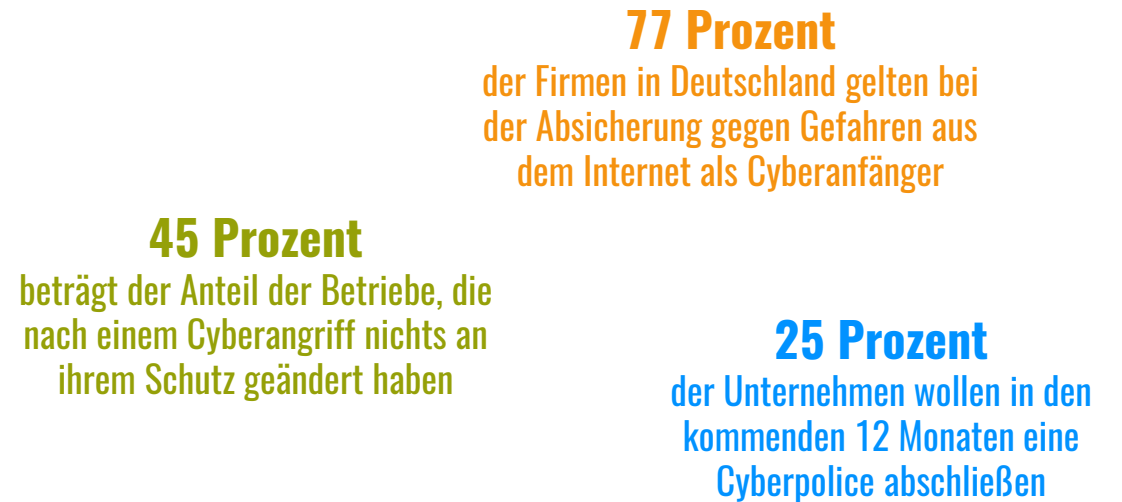 77 Prozent
der Firmen in Deutschland gelten bei
der Absicherung gegen Gefahren aus
dem Internet als Cyberanfänger
45 Prozent
beträgt der Anteil der Betriebe, die
nach einem Cyberangriff nichts an
ihrem Schutz geändert haben
25 Prozent
der Unternehmen wollen in den
kommenden 12 Monaten eine
Cyberpolice abschließen